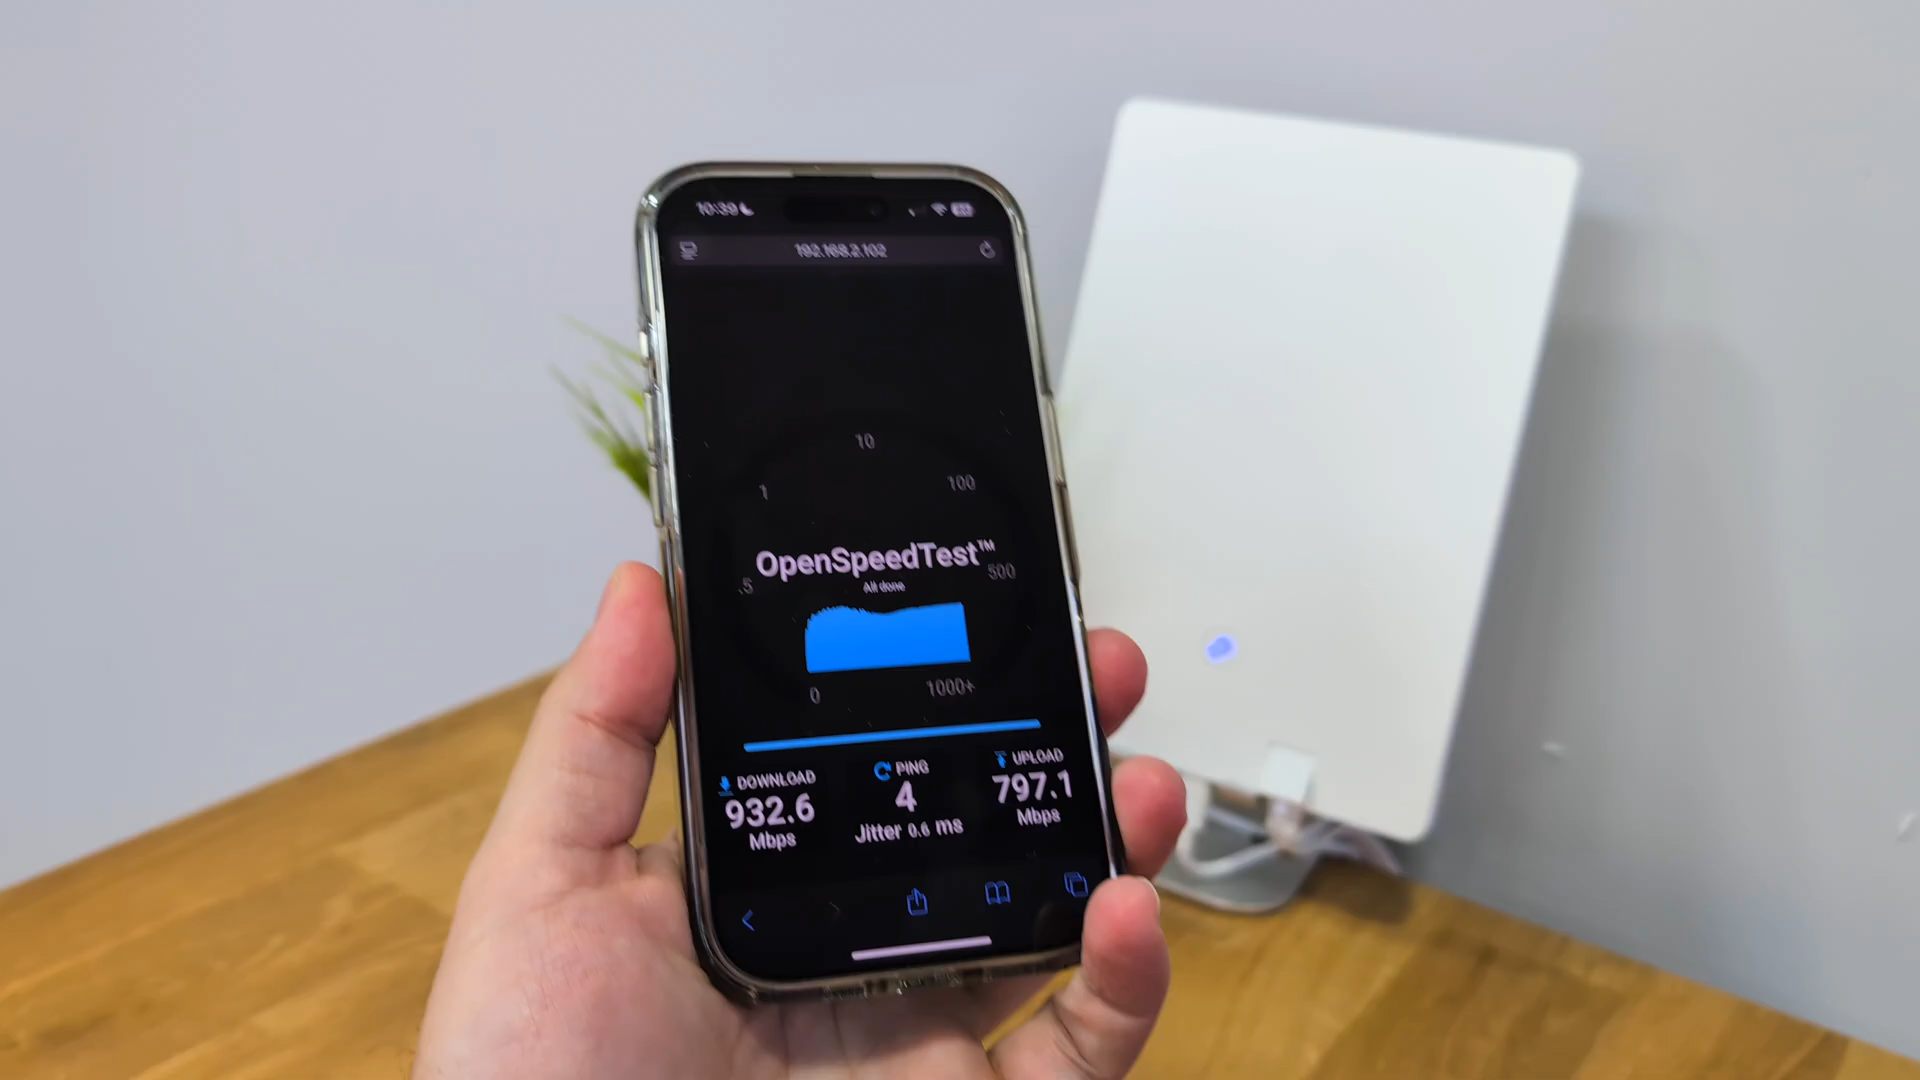 10:39
192.168.2.102
10
1
100
OpenSpeedTest™
.5
500
All done
0
1000+
DOWNLOAD
932.6
Mbps
PING
4
Jitter 0.6 ms
UPLOAD
797.1
Mbps